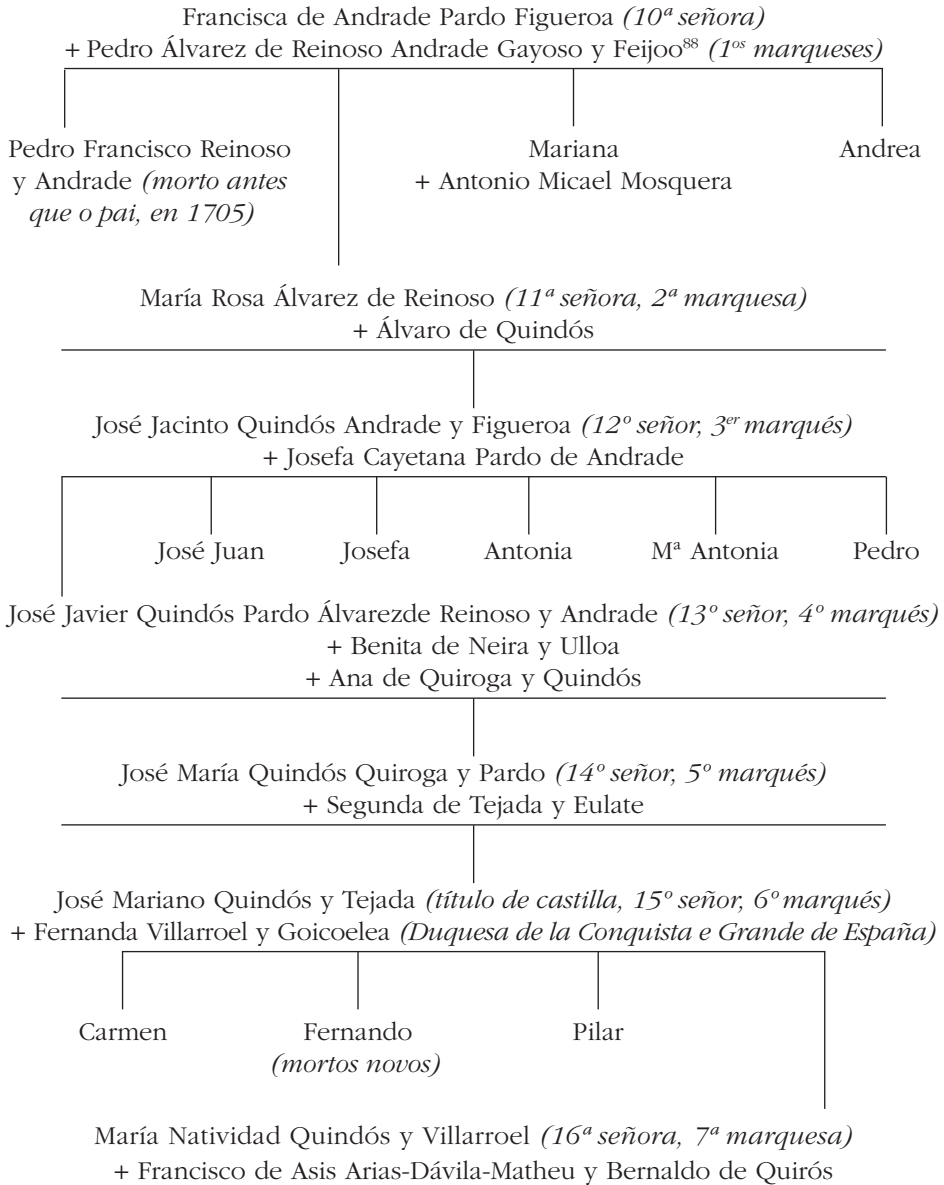 Francisca de Andrade Pardo Figueroa (10ª señora)
+ Pedro Álvarez de Reinoso Andrade Gayoso y Feijoo88 (1os marqueses)
Pedro Francisco Reinoso
y Andrade (morto antes
que o pai, en 1705)
Mariana
+ Antonio Micael Mosquera
Andrea
María Rosa Álvarez de Reinoso (11ª señora, 2ª marquesa)
+ Álvaro de Quindós
José Jacinto Quindós Andrade y Figueroa (12º señor, 3er marqués)
+ Josefa Cayetana Pardo de Andrade
José Juan
Josefa
Antonia
Mª Antonia
Pedro
José Javier Quindós Pardo Álvarezde Reinoso y Andrade (13º señor, 4º marqués)
+ Benita de Neira y Ulloa
+ Ana de Quiroga y Quindós
José María Quindós Quiroga y Pardo (14º señor, 5º marqués)
+ Segunda de Tejada y Eulate
José Mariano Quindós y Tejada (título de castilla, 15º señor, 6º marqués)
+ Fernanda Villarroel y Goicoelea (Duquesa de la Conquista e Grande de España)
Carmen
Fernando
(mortos novos)
Pilar
María Natividad Quindós y Villarroel (16ª señora, 7ª marquesa)
+ Francisco de Asis Arias-Dávila-Matheu y Bernaldo de Quirós